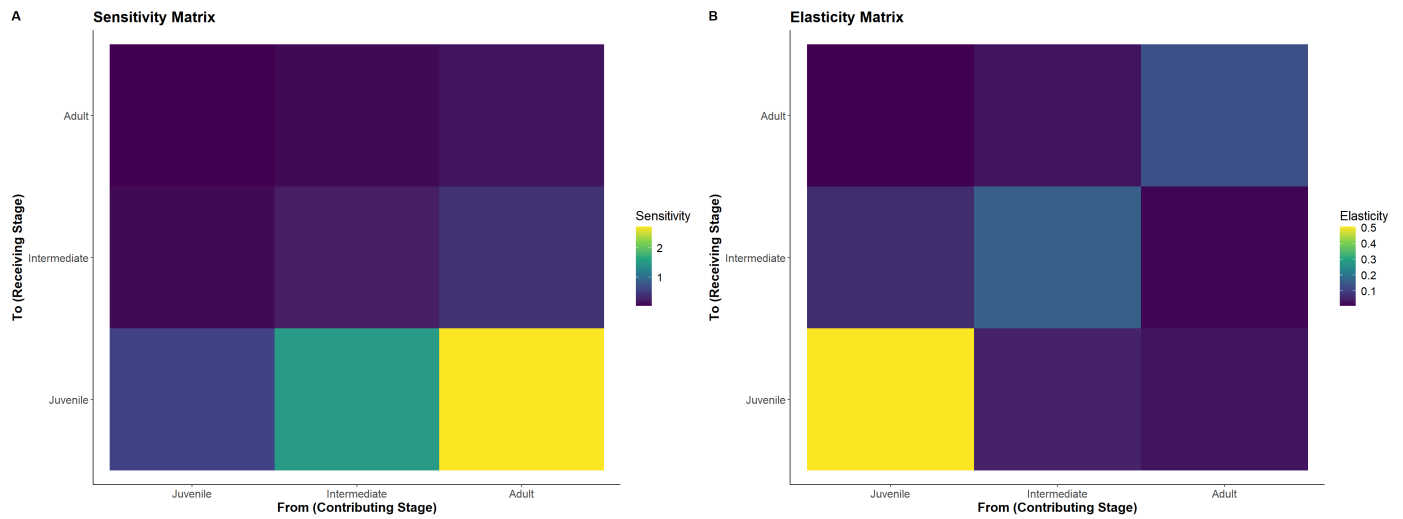 A
Sensitivity Matrix
To (Receiving Stage)
Adult
Intermediate
Juvenile
Juvenile
Intermediate
Adult
From (Contributing Stage)
Sensitivity
2
1
B
Elasticity Matrix
To (Receiving Stage)
Adult
Intermediate
Juvenile
Juvenile
Intermediate
Adult
From (Contributing Stage)
Elasticity
0.5
0.4
0.3
0.2
0.1